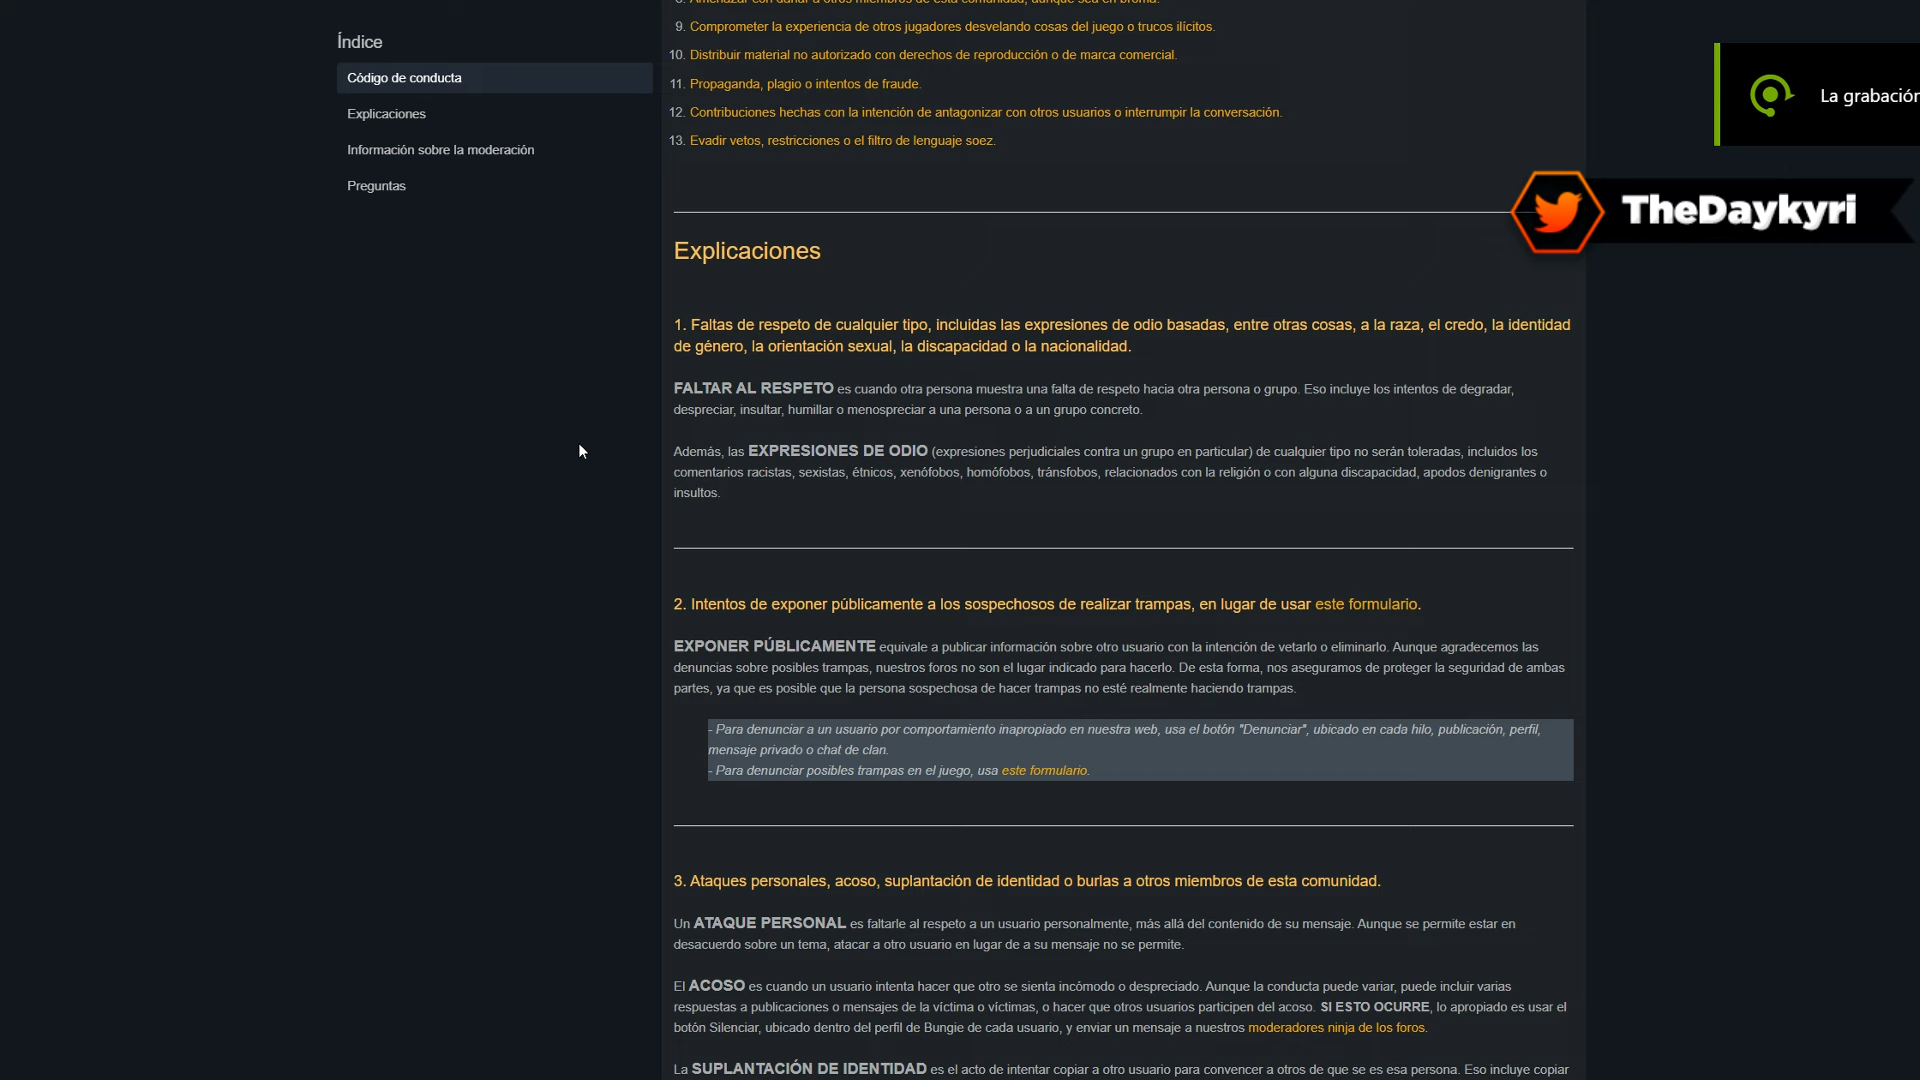 Índice
Código de conducta
Explicaciones
Información sobre la moderación
Preguntas
8. Amenazar con dañar a otros miembros de esta comunidad, aunque sea en broma.
9. Comprometer la experiencia de otros jugadores desvelando cosas del juego o trucos ilícitos.
10. Distribuir material no autorizado con derechos de reproducción o de marca comercial.
11. Propaganda, plagio o intentos de fraude.
12. Contribuciones hechas con la intención de antagonizar con otros usuarios o interrumpir la conversación.
13. Evadir vetos, restricciones o el filtro de lenguaje soez.
La grabación
TheDaykyri
Explicaciones
1. Faltas de respeto de cualquier tipo, incluidas las expresiones de odio basadas, entre otras cosas, a la raza, el credo, la identidad
de género, la orientación sexual, la discapacidad o la nacionalidad.
FALTAR AL RESPETO es cuando otra persona muestra una falta de respeto hacia otra persona o grupo. Eso incluye los intentos de degradar,
despreciar, insultar, humillar o menospreciar a una persona o a un grupo concreto.
Además, las EXPRESIONES DE ODIO (expresiones perjudiciales contra un grupo en particular) de cualquier tipo no serán toleradas, incluidos los
comentarios racistas, sexistas, étnicos, xenófobos, homófobos, tránsfobos, relacionados con la religión o con alguna discapacidad, apodos denigrantes o
insultos.
2. Intentos de exponer públicamente a los sospechosos de realizar trampas, en lugar de usar este formulario.
EXPONER PÚBLICAMENTE equivale a publicar información sobre otro usuario con la intención de vetarlo o eliminarlo. Aunque agradecemos las
denuncias sobre posibles trampas, nuestros foros no son el lugar indicado para hacerlo. De esta forma, nos aseguramos de proteger la seguridad de ambas
partes, ya que es posible que la persona sospechosa de hacer trampas no esté realmente haciendo trampas.
- Para denunciar a un usuario por comportamiento inapropiado en nuestra web, usa el botón "Denunciar", ubicado en cada hilo, publicación, perfil,
mensaje privado o chat de clan.
- Para denunciar posibles trampas en el juego, usa este formulario.
3. Ataques personales, acoso, suplantación de identidad o burlas a otros miembros de esta comunidad.
Un ATAQUE PERSONAL es faltarle al respeto a un usuario personalmente, más allá del contenido de su mensaje. Aunque se permite estar en
desacuerdo sobre un tema, atacar a otro usuario en lugar de a su mensaje no se permite.
El ACOSO es cuando un usuario intenta hacer que otro se sienta incómodo o despreciado. Aunque la conducta puede variar, puede incluir varias
respuestas a publicaciones o mensajes de la víctima o víctimas, o hacer que otros usuarios participen del acoso. SI ESTO OCURRE, lo apropiado es usar el
botón Silenciar, ubicado dentro del perfil de Bungie de cada usuario, y enviar un mensaje a nuestros moderadores ninja de los foros.
La SUPLANTACIÓN DE IDENTIDAD es el acto de intentar copiar a otro usuario para convencer a otros de que se es esa persona. Eso incluye copiar